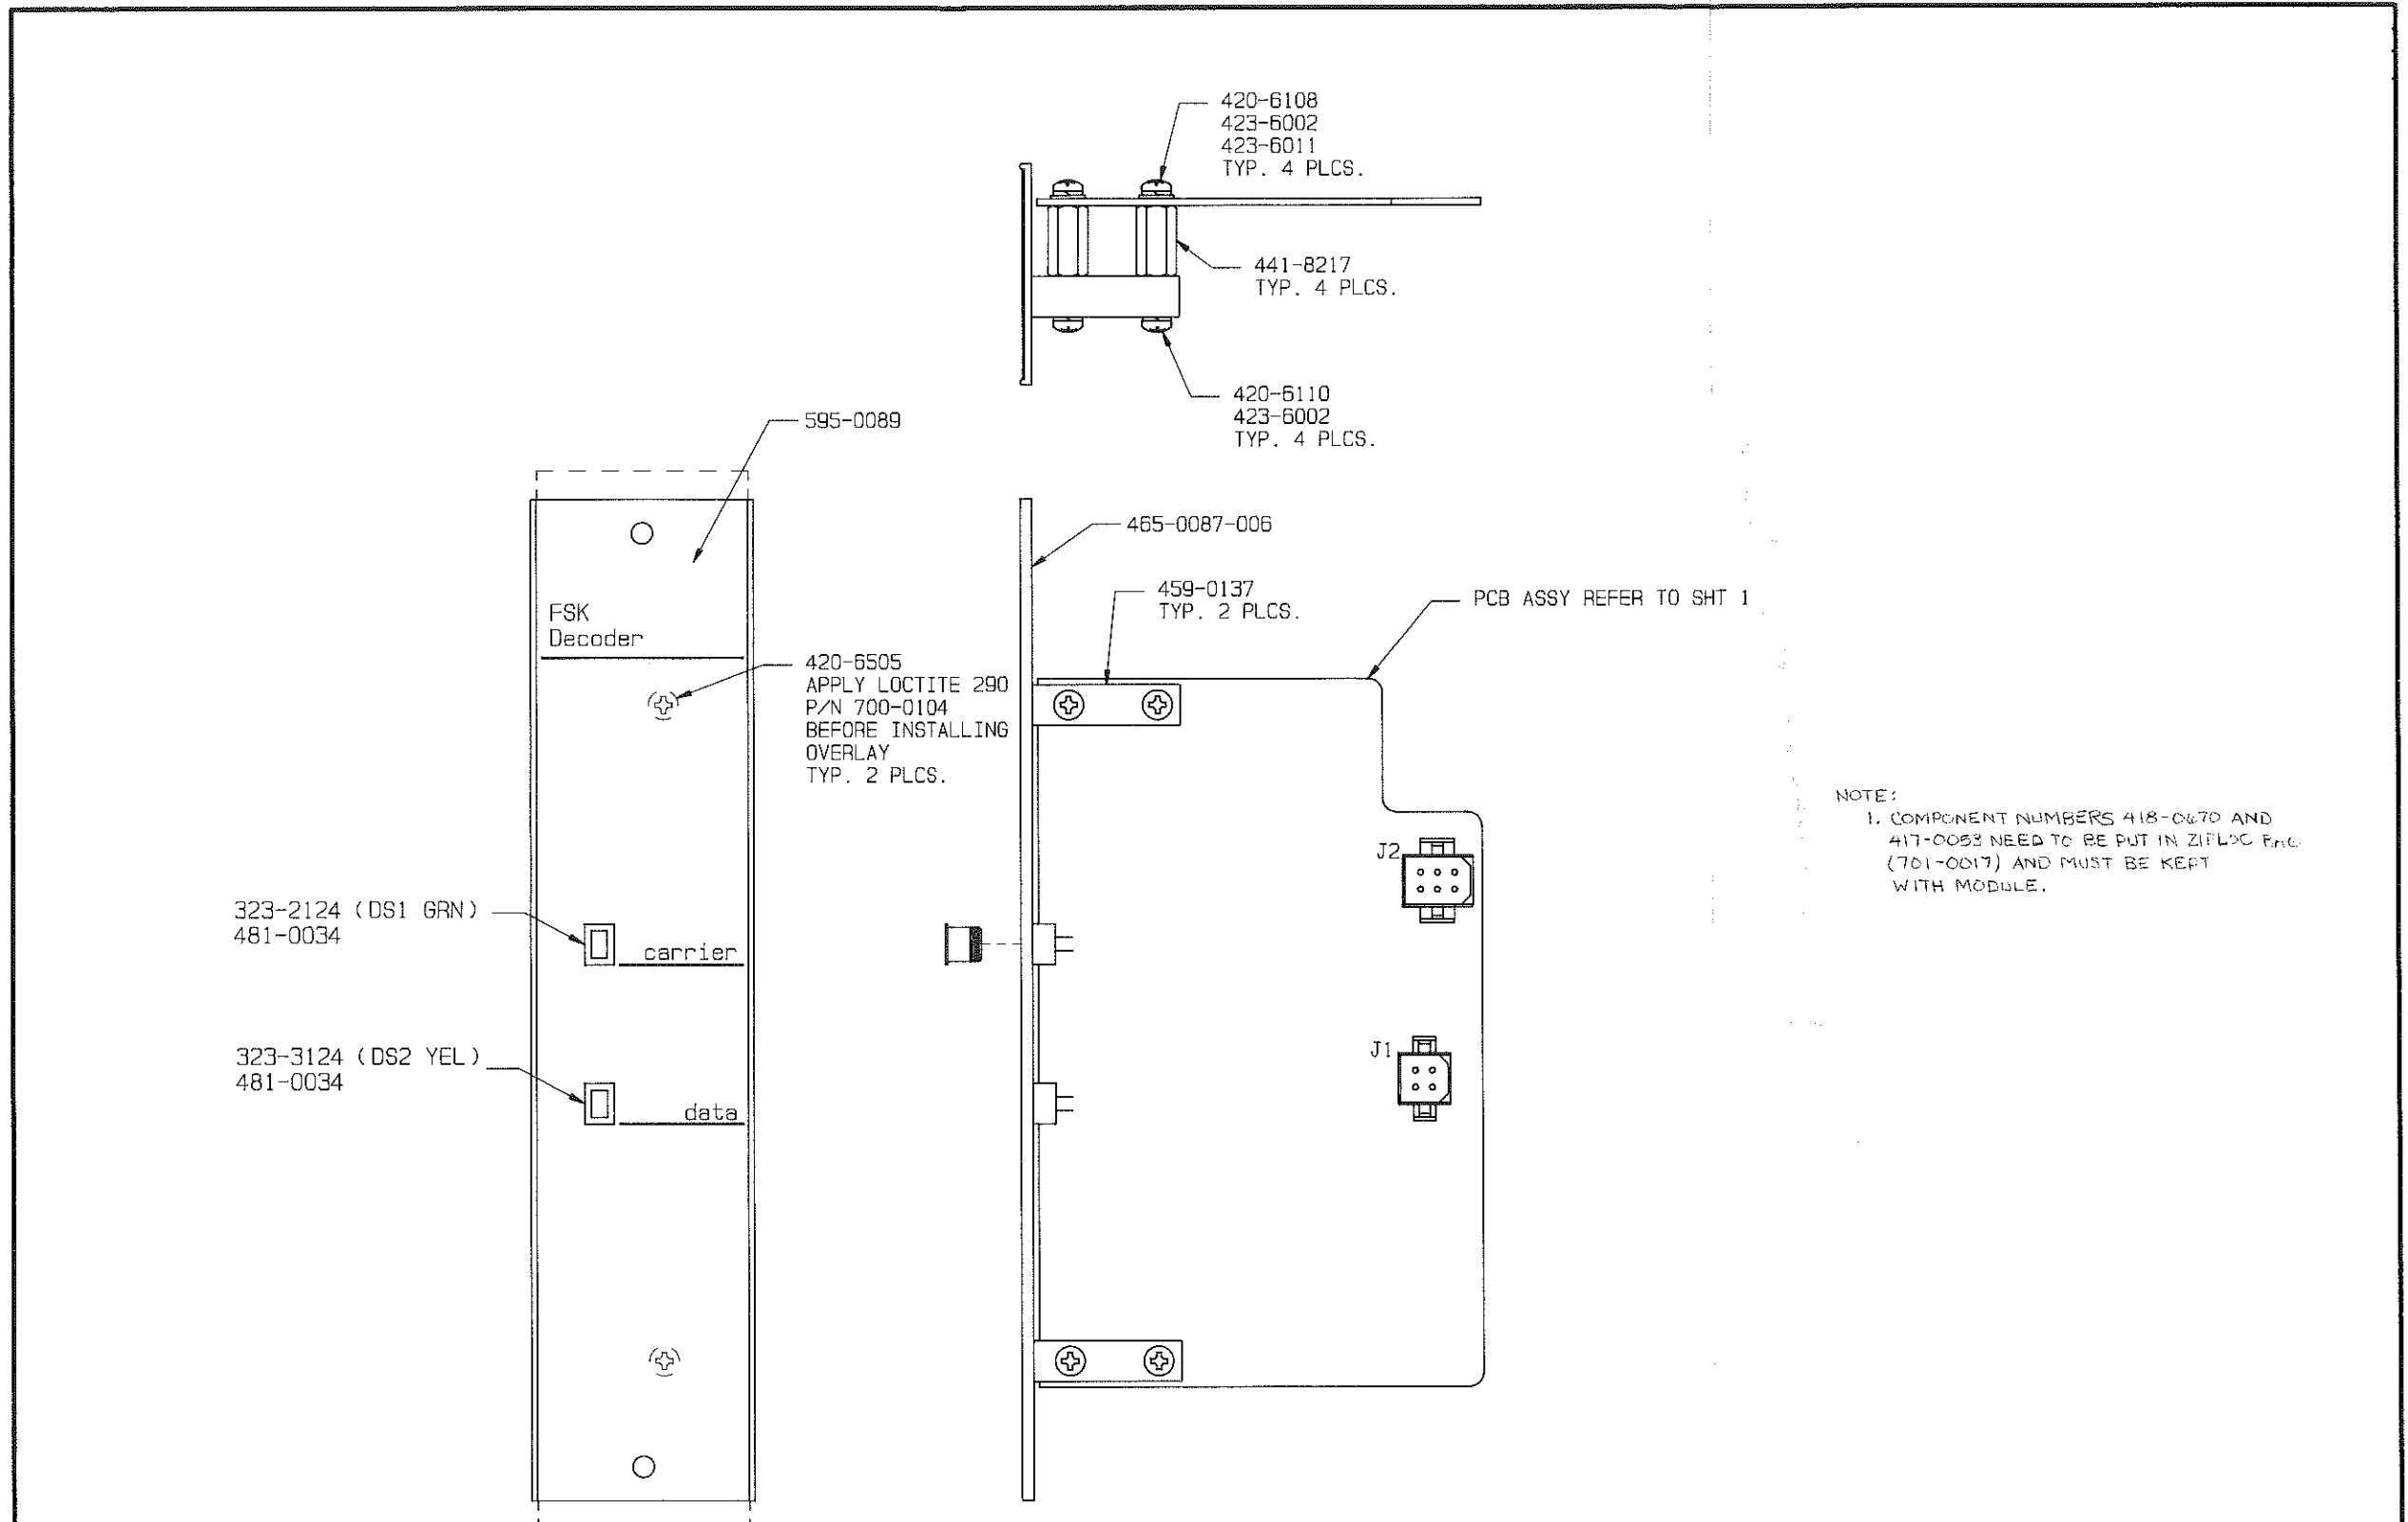 420-6108
423-6002
423-6011
TYP. 4 PLCS.
441-8217
TYP. 4 PLCS.
420-6110
423-6002
TYP. 4 PLCS.
595-0089
465-0087-006
459-0137
TYP. 2 PLCS.
PCB ASSY REFER TO SHT 1
FSK
Decoder
420-6505
APPLY LOCTITE 290
P/N 700-0104
BEFORE INSTALLING
OVERLAY
TYP. 2 PLCS.
NOTE:
1. COMPONENT NUMBERS 418-0670 AND
417-0053 NEED TO BE PUT IN ZIPLOC
(701-0017) AND MUST BE KEPT
WITH MODULE.
J2
323-2124 (DS1 GRN)
481-0034
carrier
J1
323-3124 (DS2 YEL)
481-0034
data